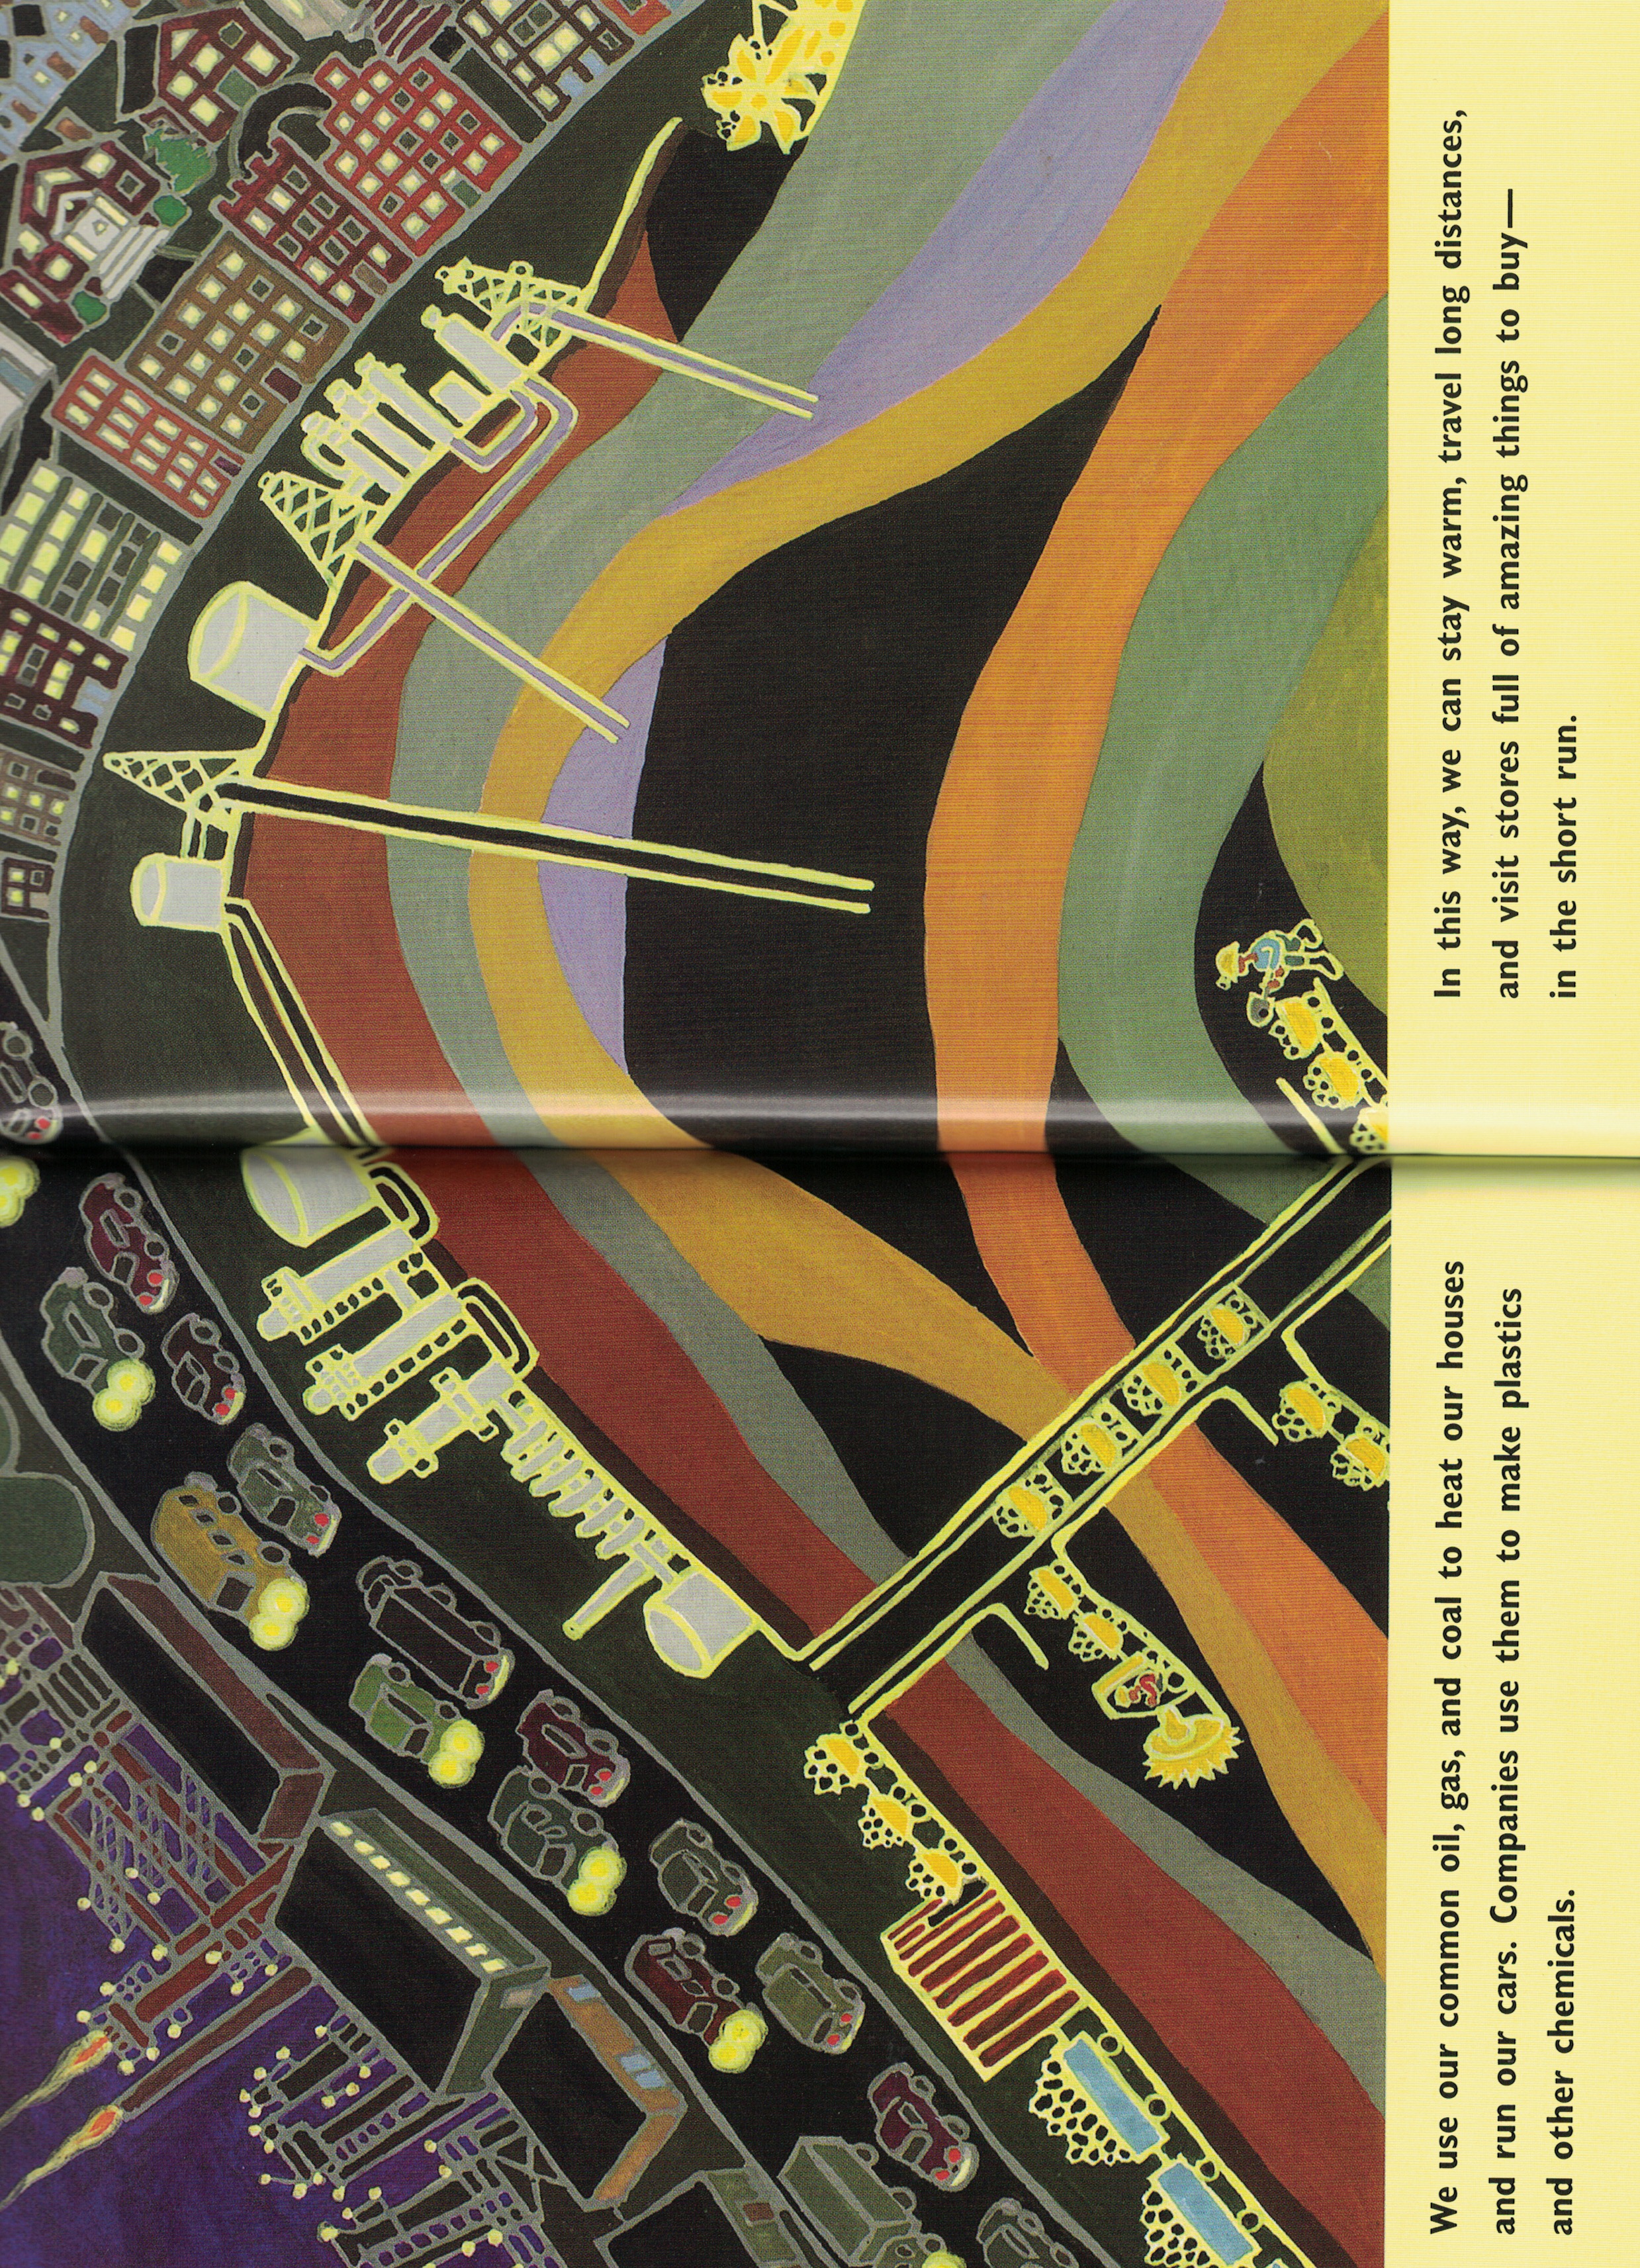 We use our common oil, gas, and coal to heat our houses
and run our cars. Companies use them to make plastics
and other chemicals.
In this way, we can stay warm, travel long distances,
and visit stores full of amazing things to buy—
in the short run.